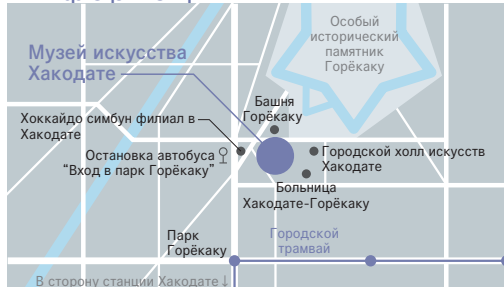 Особый
исторический
памятник
Горёкаку
Музей искусства
Хакодате
Башня
Горёкаку
Хоккайдо симбун филиал в
Хакодате
Остановка автобуса
“Вход в парк Горёкаку”
Городской холл искусств
Хакодате
Больница
Хакодате-Горёкаку
Парк
Горёкаку
Городской
трамвай
В сторону станции Хакодате↓